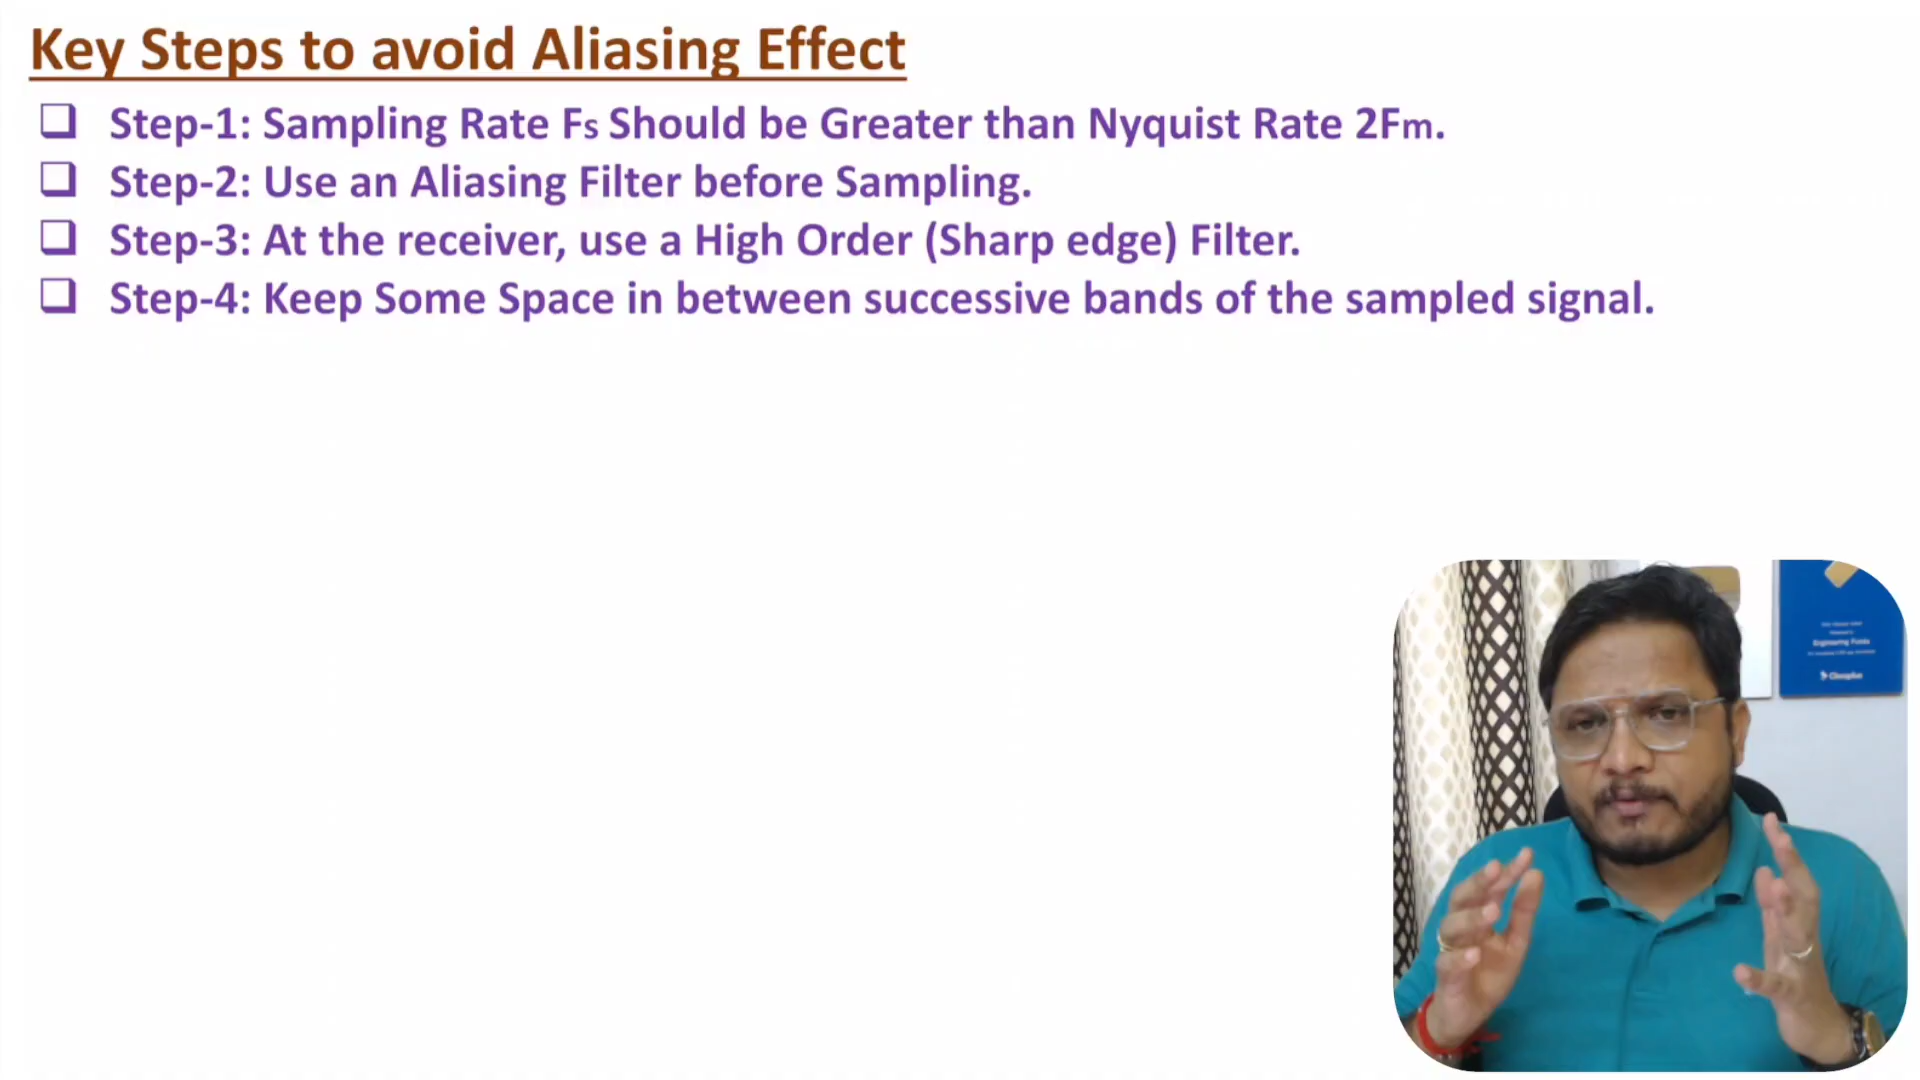 Key Steps to avoid Aliasing Effect
Step-1: Sampling Rate Fs Should be Greater than Nyquist Rate 2Fm.
Step-2: Use an Aliasing Filter before Sampling.
Step-3: At the receiver, use a High Order (Sharp edge) Filter.
Step-4: Keep Some Space in between successive bands of the sampled signal.
Engineering Funda